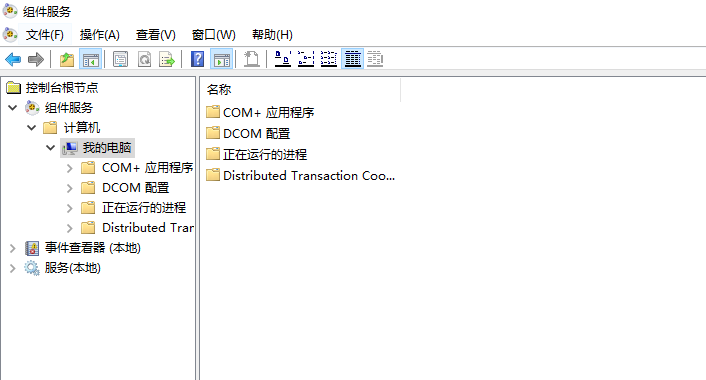 组件服务
文件(F) 操作(A) 查看(V) 窗口(W) 帮助(H)
控制台根节点
组件服务
计算机
我的电脑
COM+ 应用程序
DCOM 配置
正在运行的进程
Distributed Tran
事件查看器 (本地)
服务(本地)
名称
COM+ 应用程序
DCOM 配置
正在运行的进程
Distributed Transaction Coo...